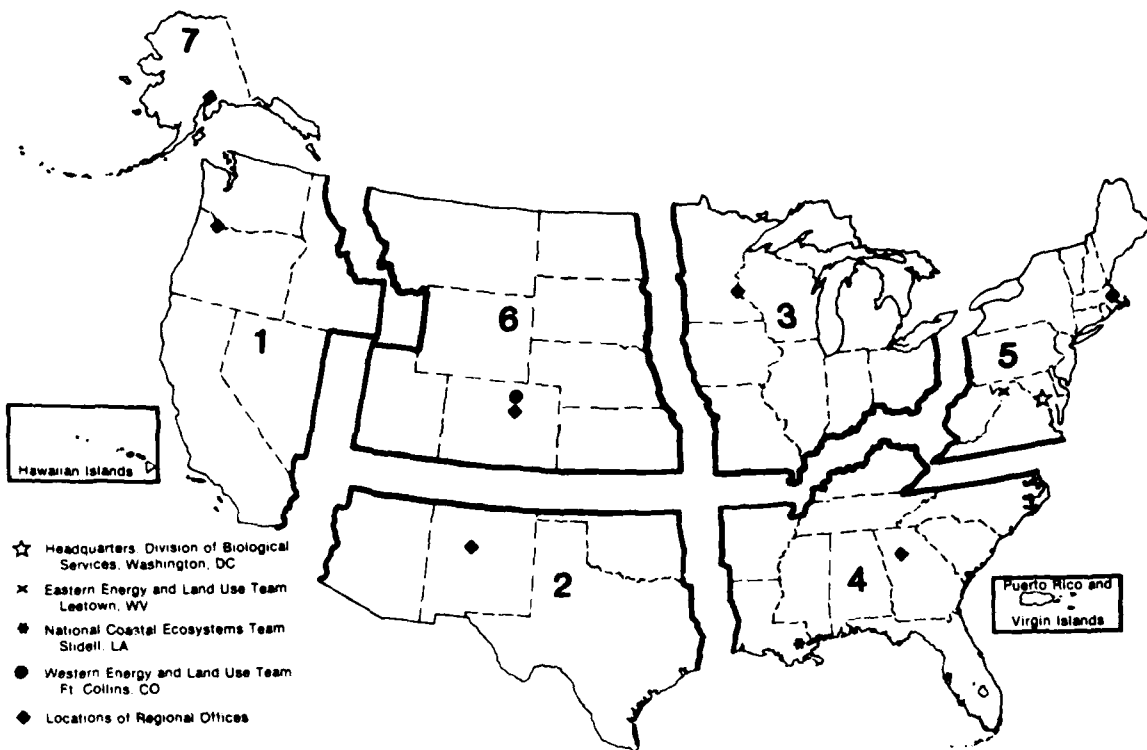 7
1
6
3
5
2
4
Hawaiian Islands
Puerto Rico and
Virgin Islands
Headquarters, Division of Biological
Services, Washington, DC
Eastern Energy and Land Use Team
Leetown, WV
National Coastal Ecosystems Team
Slidell, LA
Western Energy and Land Use Team
Ft. Collins, CO
Locations of Regional Offices